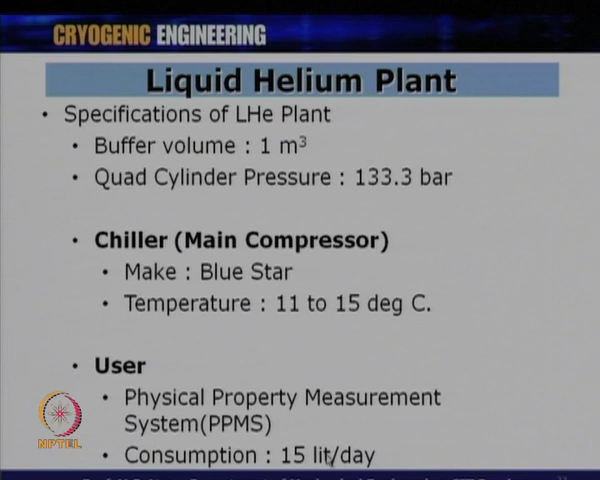 CRYOGENIC ENGINEERING
Liquid Helium Plant
• Specifications of LHe Plant
• Buffer volume : 1 m³
• Quad Cylinder Pressure : 133.3 bar
• Chiller (Main Compressor)
• Make : Blue Star
• Temperature : 11 to 15 deg C.
• User
• Physical Property Measurement
System(PPMS)
• Consumption : 15 lit/day
NPTEL